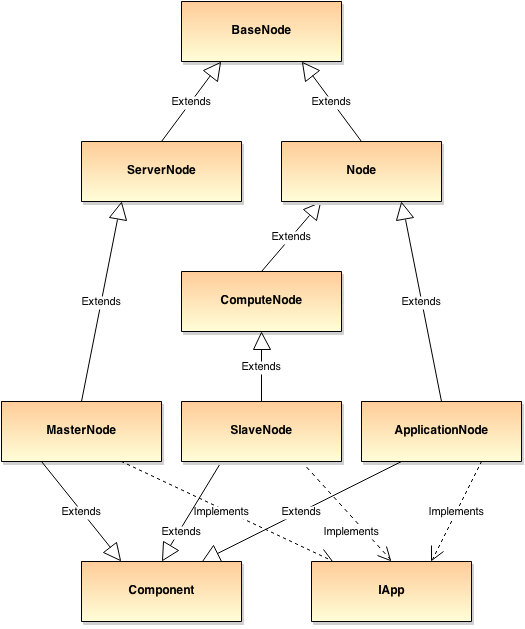 BaseNode
Extends
Extends
ServerNode
Node
Extends
ComputeNode
Extends
Extends
Extends
MasterNode
SlaveNode
ApplicationNode
Extends
Implements
Extends
Implements
Extends
Implements
Component
IApp